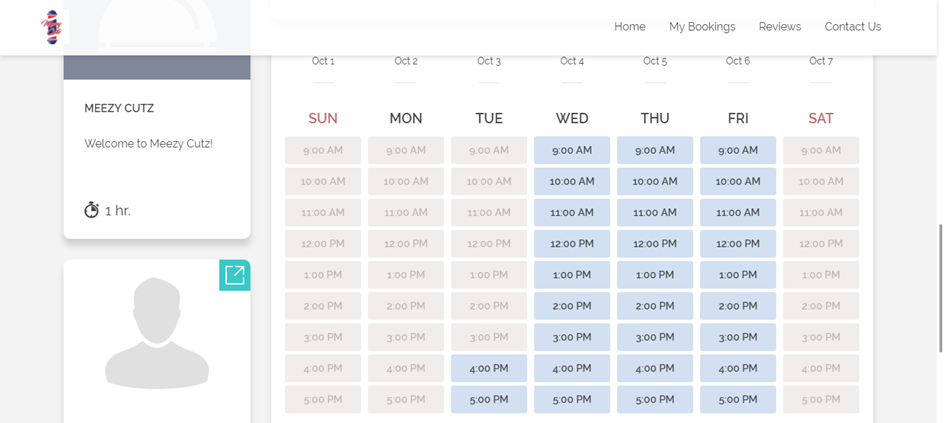 Home My Bookings Reviews Contact Us
Oct 1 Oct 2 Oct 3 Oct 4 Oct 5 Oct 6 Oct 7
MEEZY CUTZ
Welcome to Meezy Cutz!
1 hr.
SUN MON TUE WED THU FRI SAT
9:00 AM 9:00 AM 9:00 AM 9:00 AM 9:00 AM 9:00 AM 9:00 AM
10:00 AM 10:00 AM 10:00 AM 10:00 AM 10:00 AM 10:00 AM 10:00 AM
11:00 AM 11:00 AM 11:00 AM 11:00 AM 11:00 AM 11:00 AM 11:00 AM
12:00 PM 12:00 PM 12:00 PM 12:00 PM 12:00 PM 12:00 PM 12:00 PM
1:00 PM 1:00 PM 1:00 PM 1:00 PM 1:00 PM 1:00 PM 1:00 PM
2:00 PM 2:00 PM 2:00 PM 2:00 PM 2:00 PM 2:00 PM 2:00 PM
3:00 PM 3:00 PM 3:00 PM 3:00 PM 3:00 PM 3:00 PM 3:00 PM
4:00 PM 4:00 PM 4:00 PM 4:00 PM 4:00 PM 4:00 PM 4:00 PM
5:00 PM 5:00 PM 5:00 PM 5:00 PM 5:00 PM 5:00 PM 5:00 PM